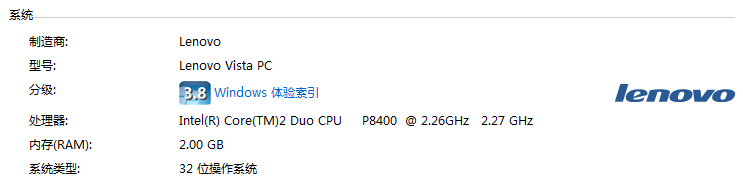 系统
制造商: Lenovo
型号: Lenovo Vista PC
分级: 3.8 Windows 体验索引
lenovo
处理器: Intel(R) Core(TM)2 Duo CPU P8400 @ 2.26GHz 2.27 GHz
内存(RAM): 2.00 GB
系统类型: 32 位操作系统